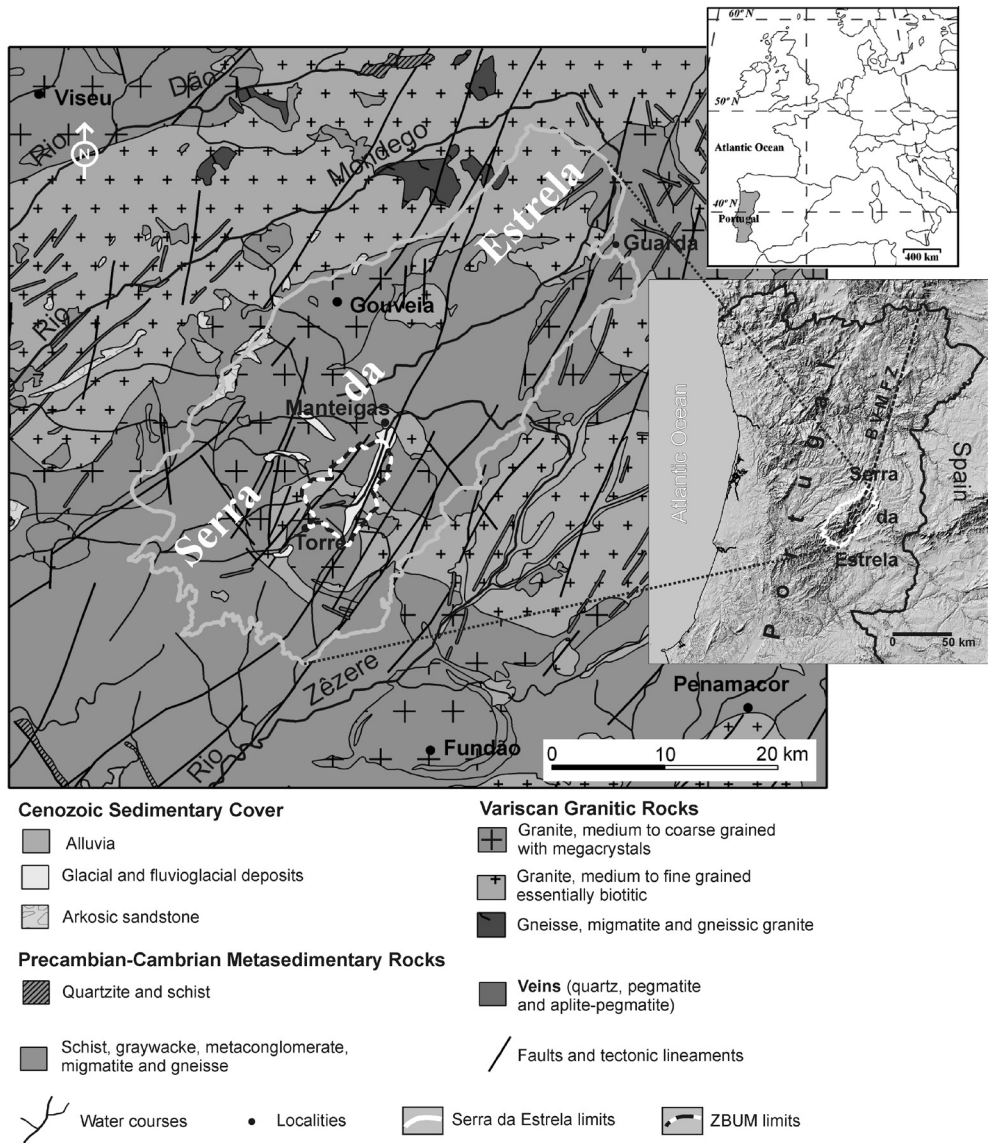 Viseu
Rio
Dão
N
Rio
Mondego
Serra
da
Estrela
Guarda
Gouveia
Manteigas
Torre
Rio
Zêzere
Fundão
Penamacor
0 10 20 km
60º N
50º N
Atlantic Ocean
40º N
Portugal
400 km
Atlantic Ocean
Portugal
B V M F Z
Spain
Serra
da
Estrela
0 50 km
Cenozoic Sedimentary Cover
Alluvia
Glacial and fluvioglacial deposits
Arkosic sandstone
Precambian-Cambrian Metasedimentary Rocks
Quartzite and schist
Schist, graywacke, metaconglomerate,
migmatite and gneisse
Variscan Granitic Rocks
Granite, medium to coarse grained
with megacrystals
Granite, medium to fine grained
essentially biotitic
Gneisse, migmatite and gneissic granite
Veins (quartz, pegmatite
and aplite-pegmatite)
Faults and tectonic lineaments
Water courses
Localities
Serra da Estrela limits
ZBUM limits